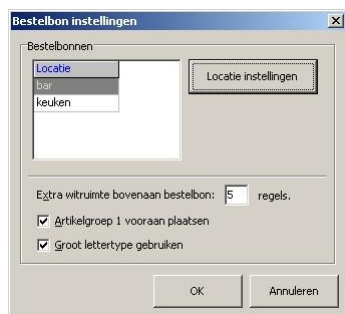 Bestelbon instellingen
Bestelbonnen
Locatie
bar
keuken
Locatie instellingen
Extra witruimte bovenaan bestelbon: 5 regels.
Artikelgroep 1 vooraan plaatsen
Groot lettertype gebruiken
OK Annuleren